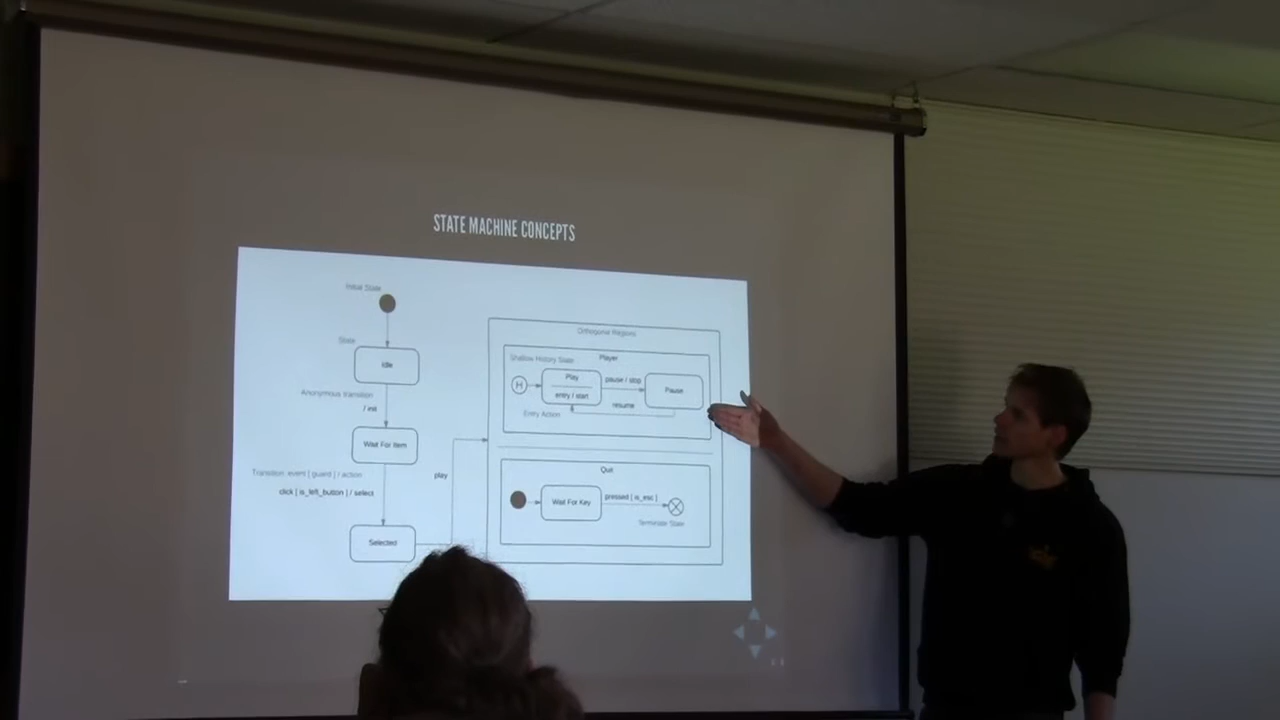 STATE MACHINE CONCEPTS
Initial State
State
Idle
Anonymous transition
/ init
Wait For Item
Transition: event [ guard ] / action
click [ is_left_button ] / select
Selected
play
Orthogonal Regions
Shallow History State
Player
H
Play
entry / start
pause / stop
Pause
resume
Entry Action
Quit
Wait For Key
pressed [ is_esc ]
Terminate State